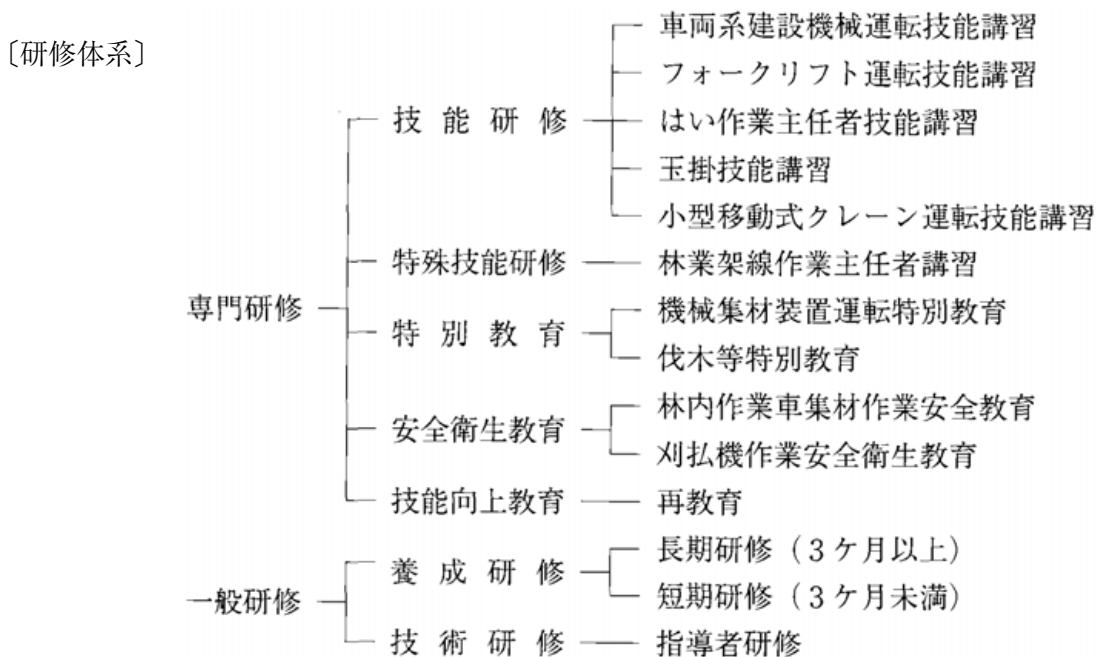 〔研修体系〕
車両系建設機械運転技能講習
フォークリフト運転技能講習
技能研修
はい作業主任者技能講習
玉掛技能講習
小型移動式クレーン運転技能講習
特殊技能研修
林業架線作業主任者講習
専門研修
機械集材装置運転特別教育
特別教育
伐木等特別教育
林内作業車集材作業安全教育
安全衛生教育
刈払機作業安全衛生教育
技能向上教育
再教育
長期研修（3ケ月以上）
養成研修
一般研修
短期研修（3ケ月未満）
技術研修
指導者研修